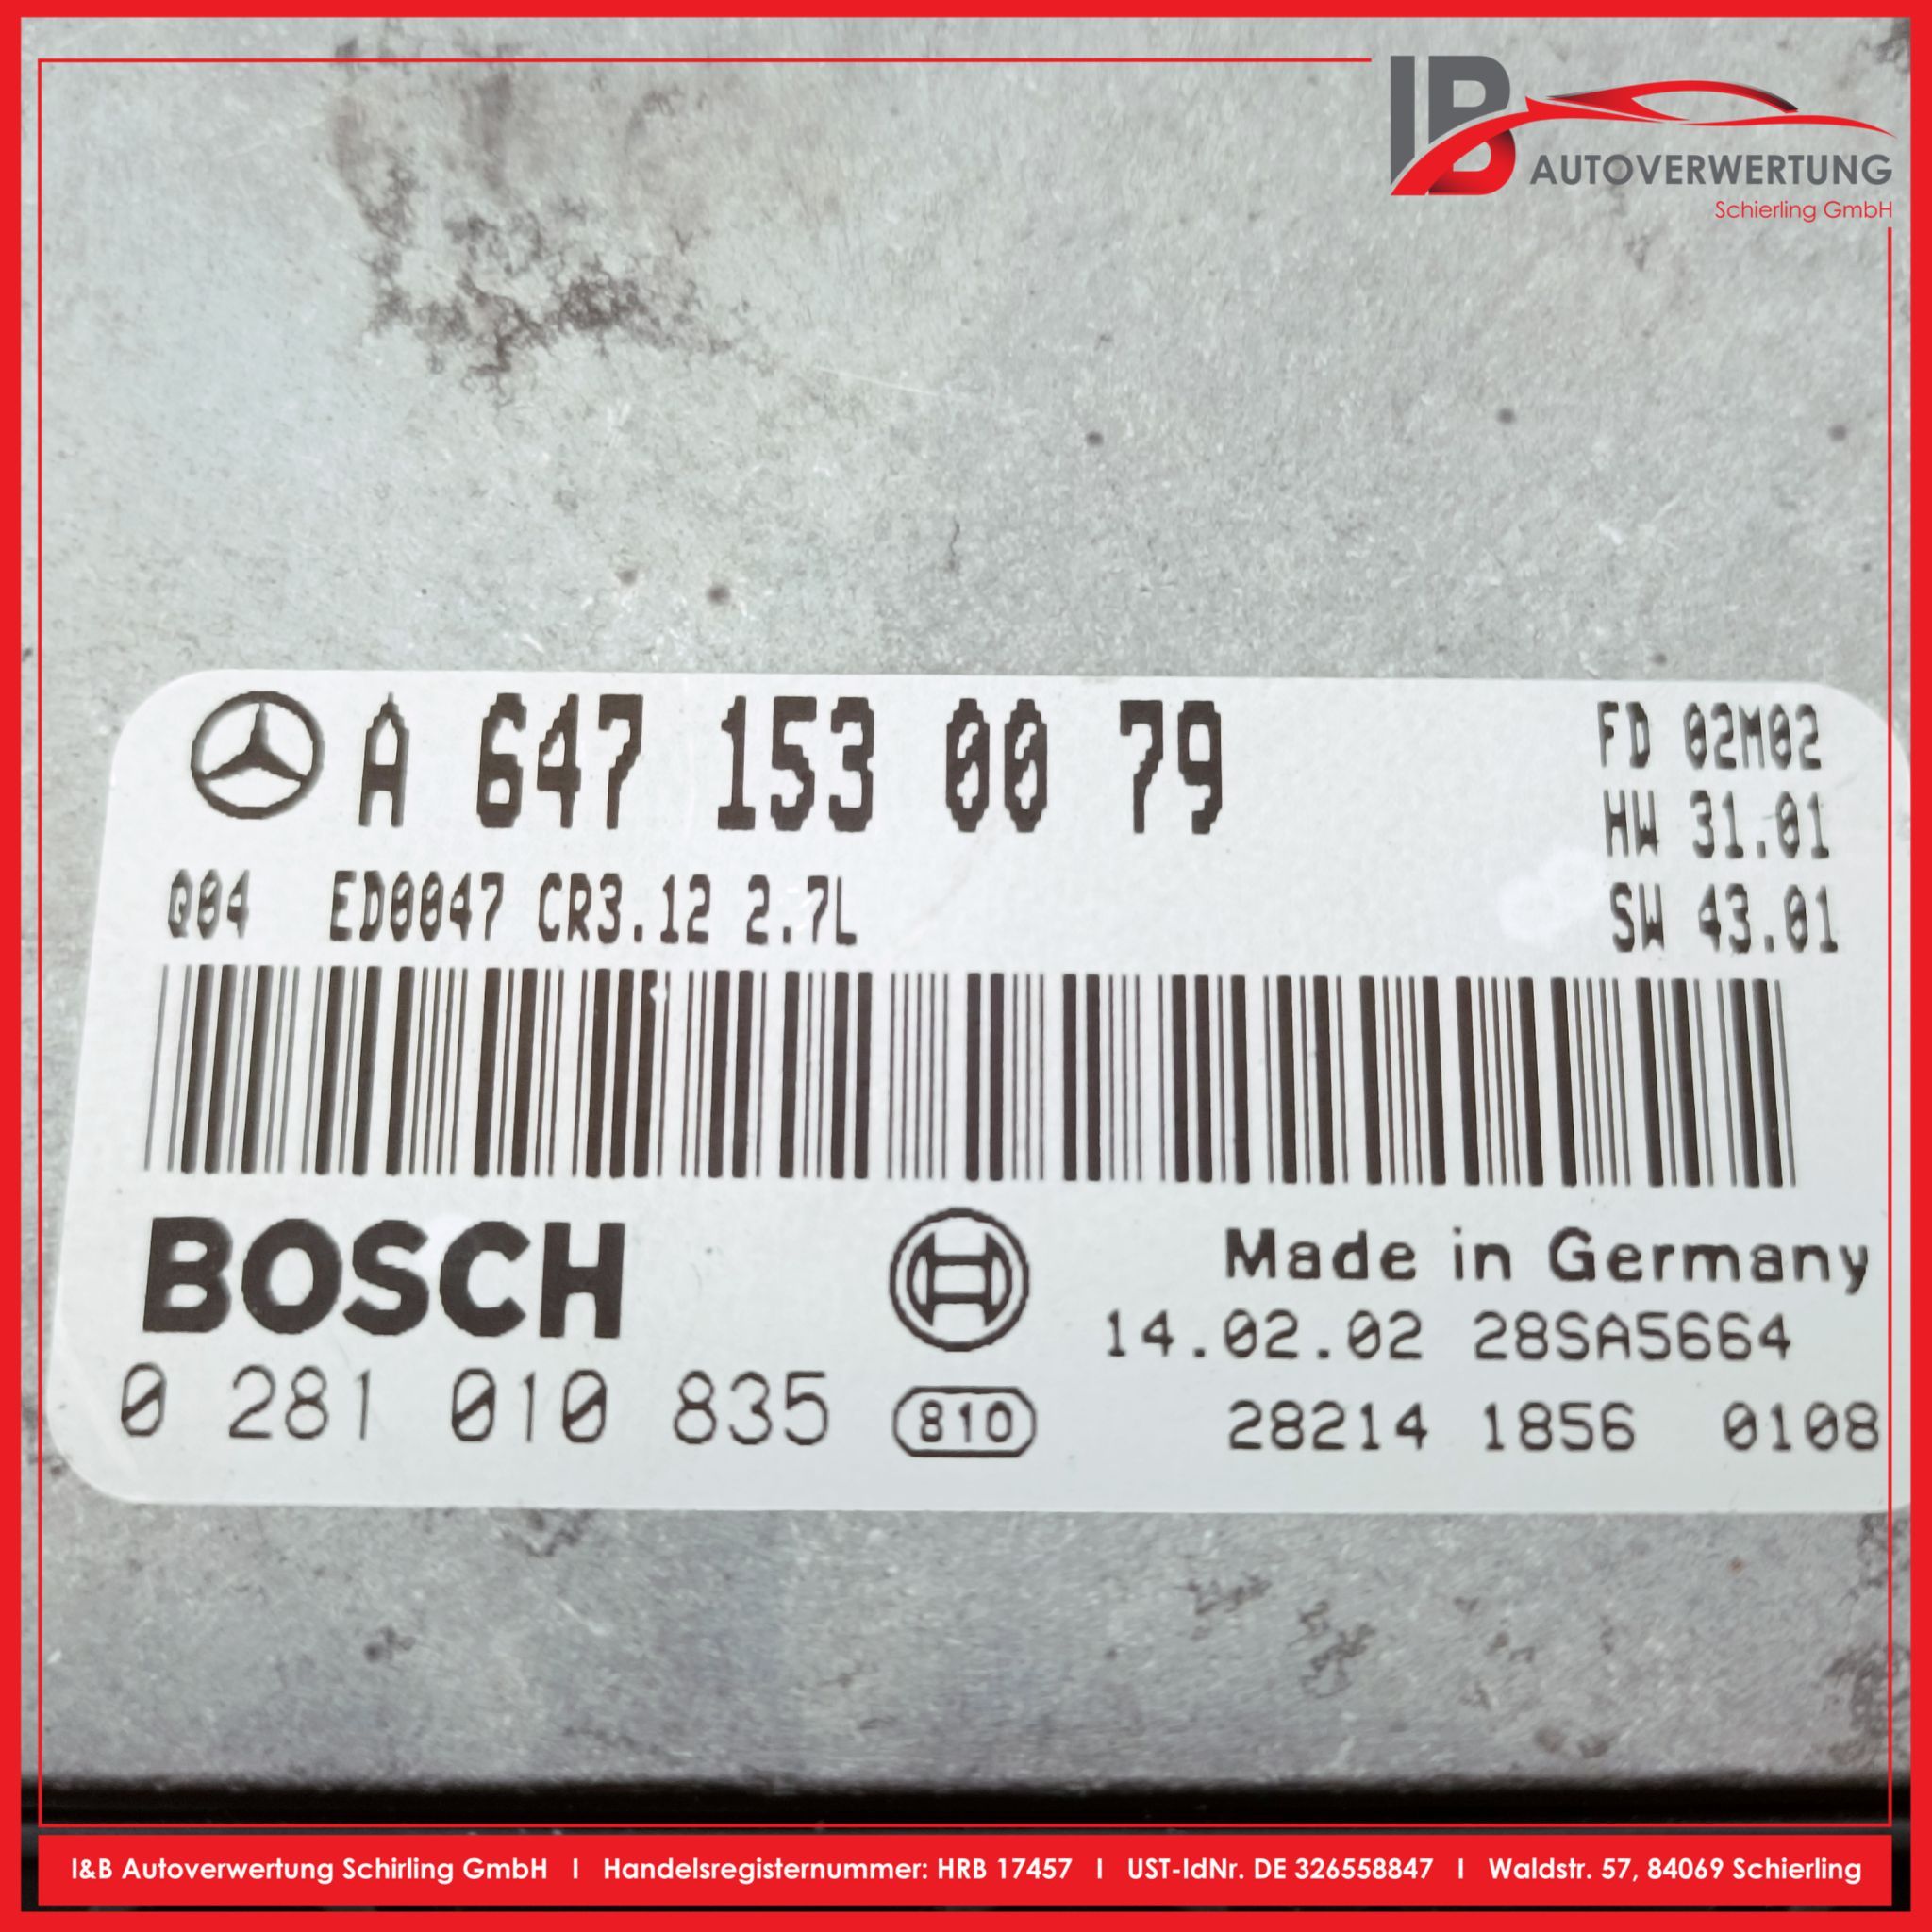 IB
AUTOVERWERTUNG
Schierling GmbH
A 647 153 00 79
FD 02M02
HW 31.01
Q04 ED0047 CR3.12 2.7L
SW 43.01
BOSCH
Made in Germany
14.02.02 28SA5664
0 281 010 835
810
28214 1856 0108
I&B Autoverwertung Schirling GmbH I Handelsregisternummer: HRB 17457 I UST-IdNr. DE 326558847 I Waldstr. 57, 84069 Schierling